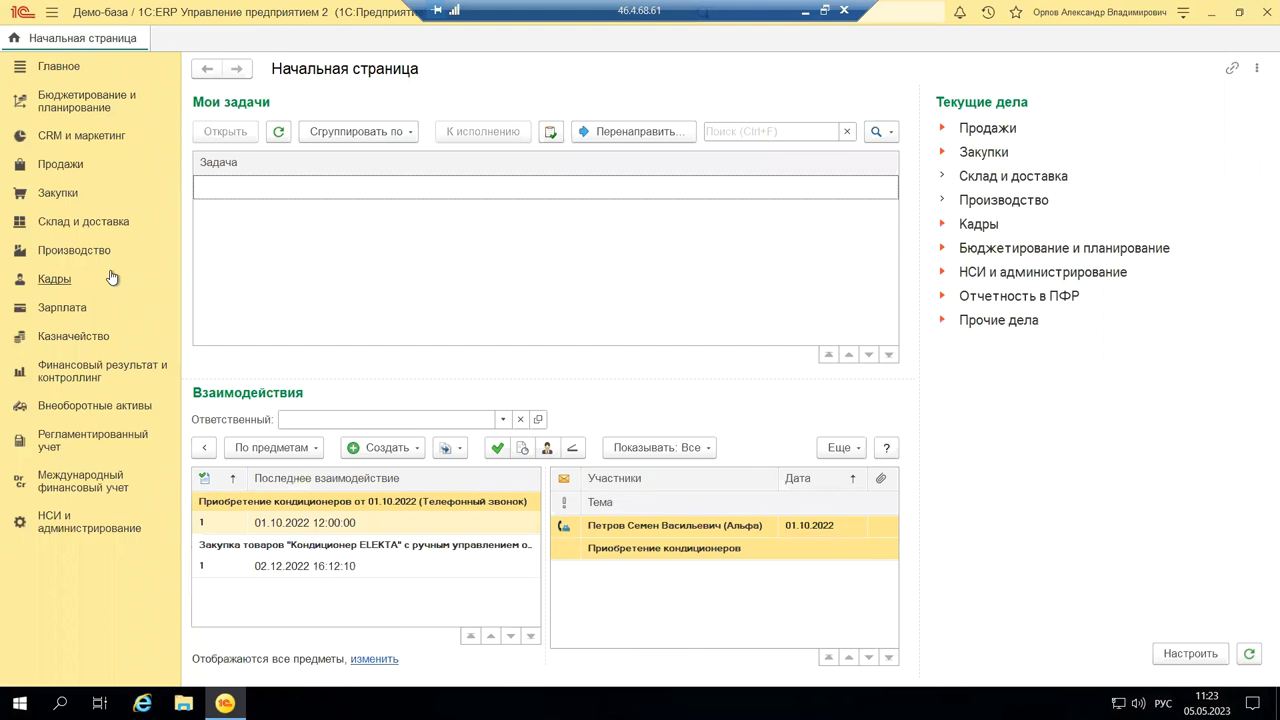 Демо-база / 1С:ERP Управление предприятием 2 (1С:Предприят
46.4.68.61
Орлов Александр Владимирович
Начальная страница
Главное
Бюджетирование и
планирование
CRM и маркетинг
Продажи
Закупки
Склад и доставка
Производство
Кадры
Зарплата
Казначейство
Финансовый результат и
контроллинг
Внеоборотные активы
Регламентированный
учет
Международный
финансовый учет
НСИ и
администрирование
Начальная страница
Мои задачи
Открыть
Сгруппировать по
К исполнению
Перенаправить...
Поиск (Ctrl+F)
Задача
Взаимодействия
Ответственный:
По предметам
Создать
Показывать: Все
Еще
?
Последнее взаимодействие
Приобретение кондиционеров от 01.10.2022 (Телефонный звонок)
1 01.10.2022 12:00:00
Закупка товаров "Кондиционер ELEKTA" с ручным управлением о...
1 02.12.2022 16:12:10
Участники Дата
Тема
Петров Семен Васильевич (Альфа) 01.10.2022
Приобретение кондиционеров
Отображаются все предметы, изменить
Текущие дела
Продажи
Закупки
Склад и доставка
Производство
Кадры
Бюджетирование и планирование
НСИ и администрирование
Отчетность в ПФР
Прочие дела
Настроить
РУС
11:23
05.05.2023